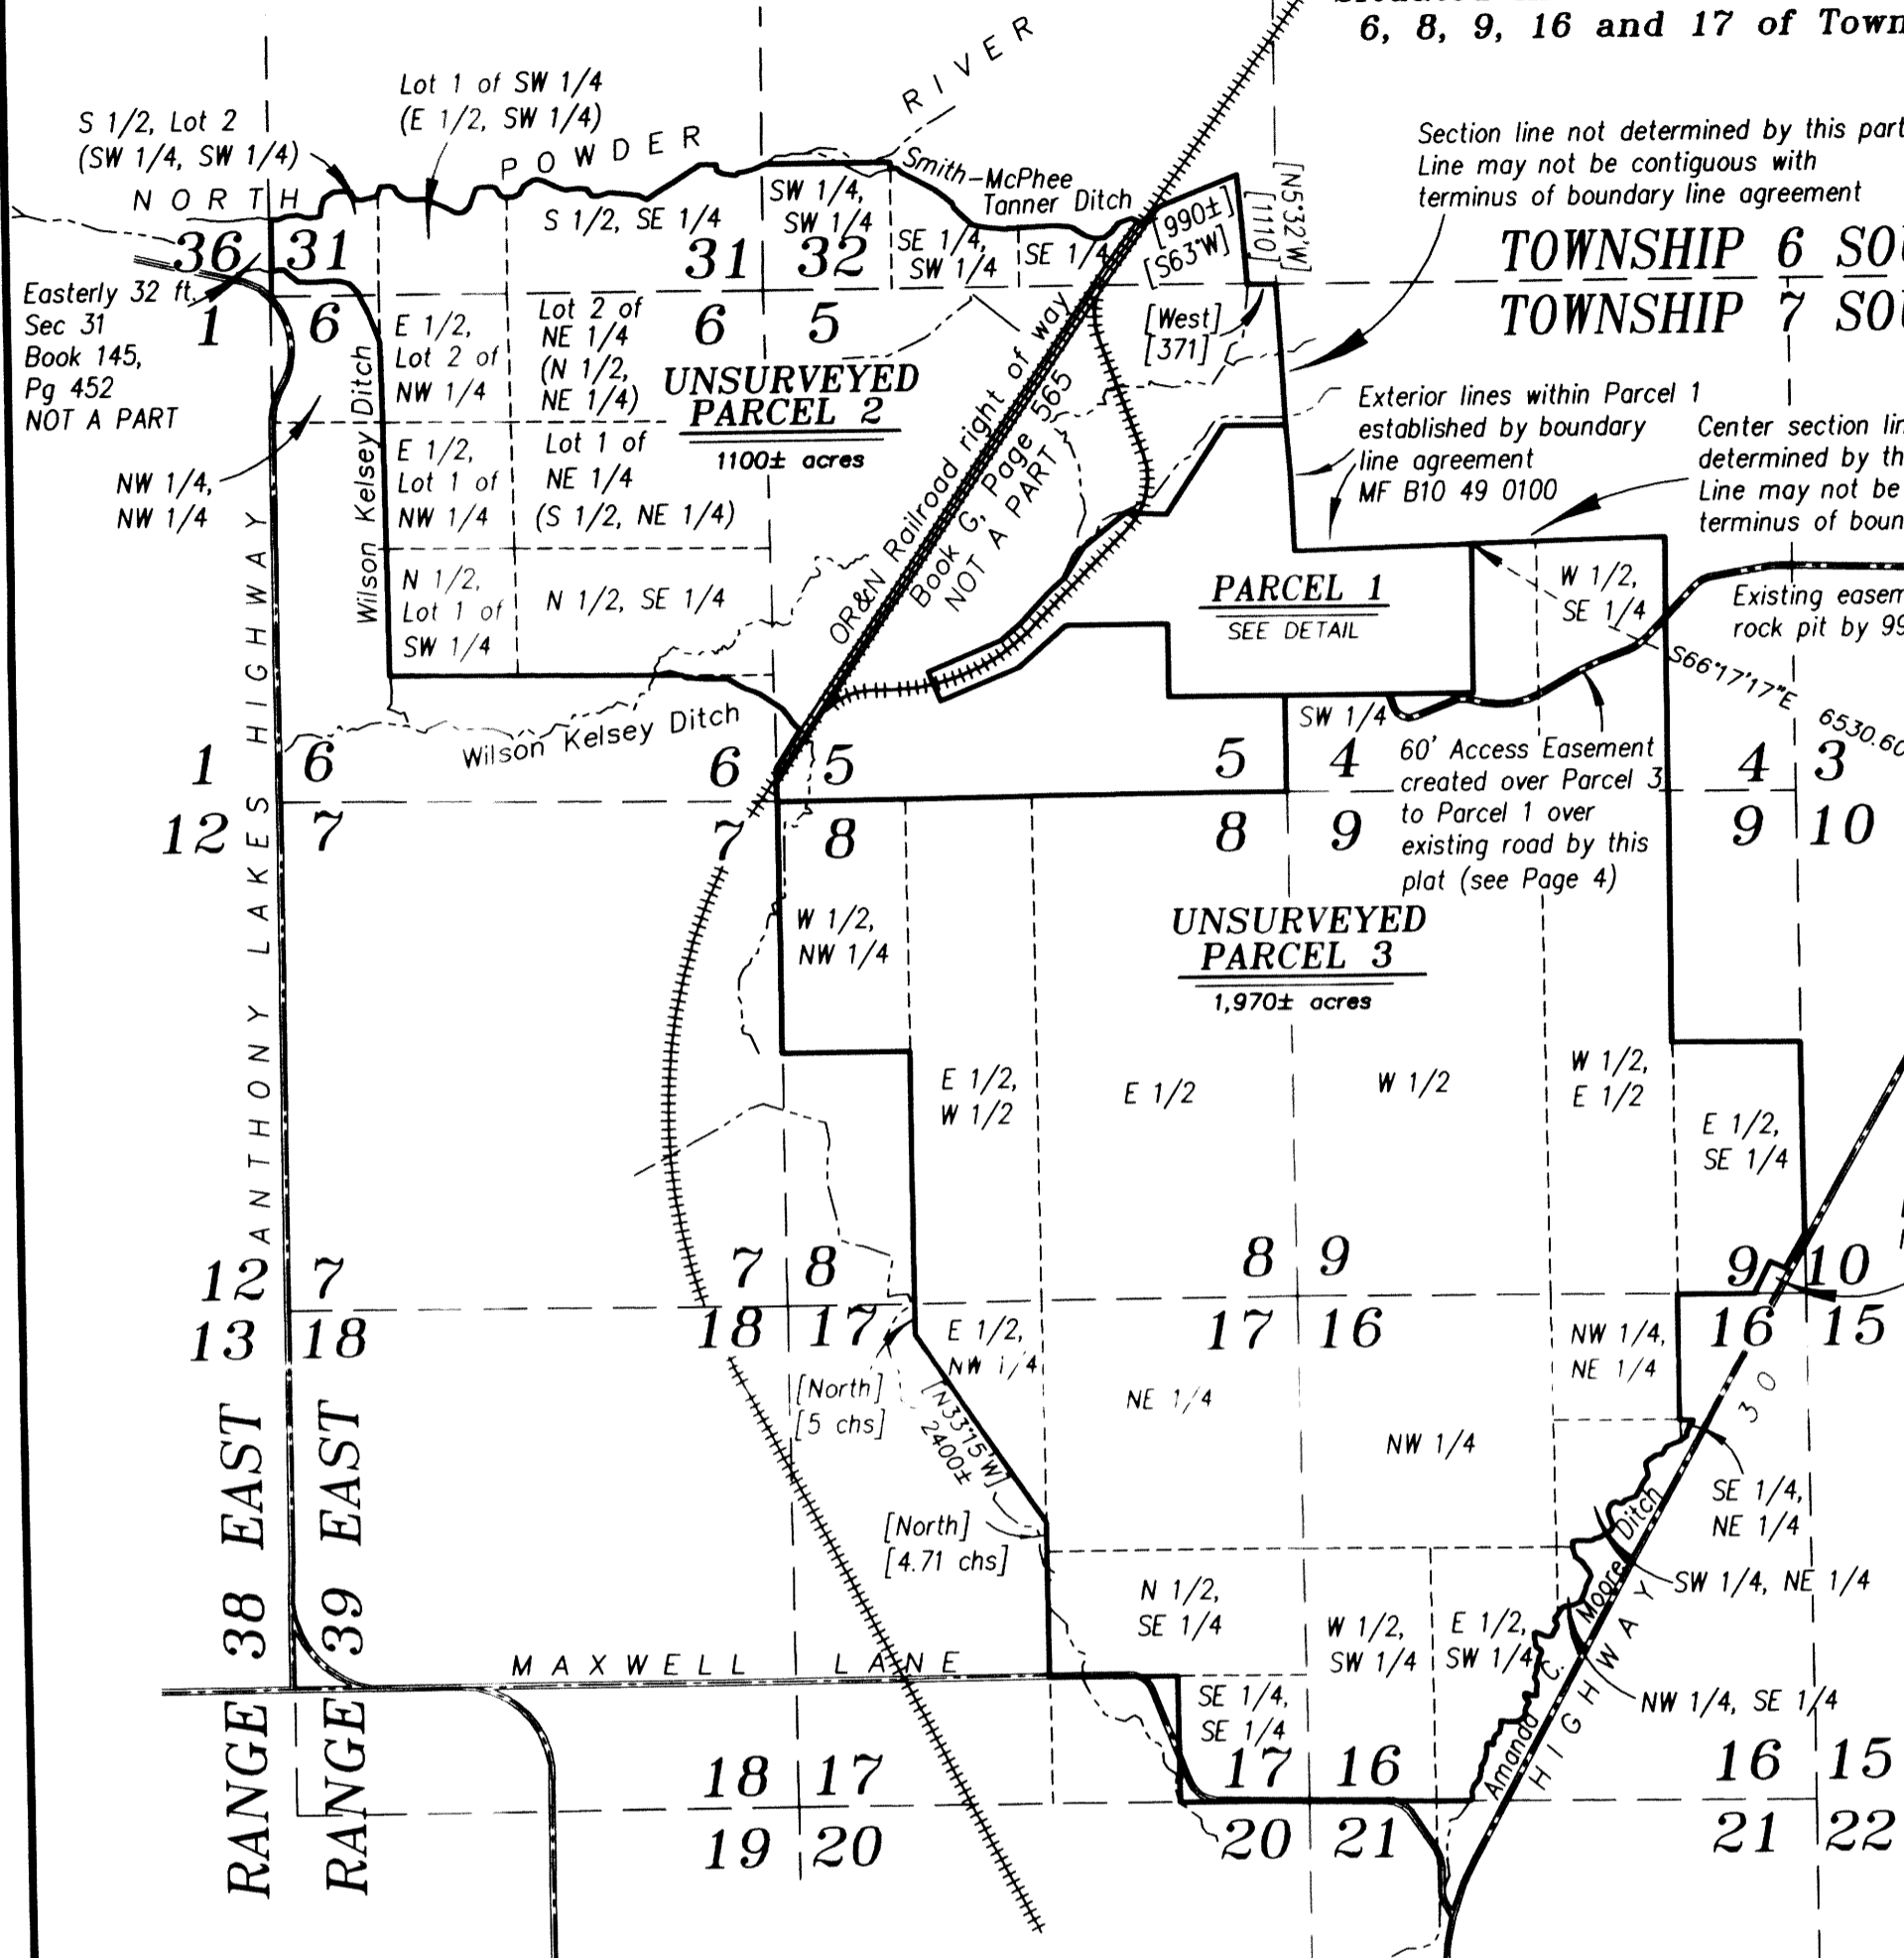 6, 8, 9, 16 and 17 of Town
RIVER
Lot 1 of SW 1/4
(E 1/2, SW 1/4)
S 1/2, Lot 2
(SW 1/4, SW 1/4)
NORTH
POWDER
Smith-McPhee
Tanner Ditch
Section line not determined by this part
Line may not be contiguous with
terminus of boundary line agreement
[N5°32'W]
[1110]
[990±]
[S63°W]
S 1/2, SE 1/4
SW 1/4,
SW 1/4
SE 1/4,
SW 1/4
SE 1/4
36
31
31
32
TOWNSHIP 6 SOU
TOWNSHIP 7 SOU
Easterly 32 ft.
Sec 31
Book 145,
Pg 452
NOT A PART
1
6
6
5
E 1/2,
Lot 2 of
NW 1/4
Lot 2 of
NE 1/4
(N 1/2,
NE 1/4)
UNSURVEYED
PARCEL 2
1100± acres
[West]
[371]
Exterior lines within Parcel 1
established by boundary
line agreement
MF B10 49 0100
Center section lin
determined by th
Line may not be
terminus of boun
NW 1/4,
NW 1/4
E 1/2,
Lot 1 of
NW 1/4
Lot 1 of
NE 1/4
(S 1/2, NE 1/4)
Wilson Kelsey Ditch
OR&N Railroad right of way
Book G, Page 565
NOT A PART
N 1/2,
Lot 1 of
SW 1/4
N 1/2, SE 1/4
PARCEL 1
SEE DETAIL
W 1/2,
SE 1/4
Existing easem
rock pit by 99
S66°17'17"E
6530.60
Wilson Kelsey Ditch
SW 1/4
60' Access Easement
created over Parcel 3
to Parcel 1 over
existing road by this
plat (see Page 4)
1
6
6
5
5
4
4
3
12
7
7
8
8
9
9
10
ANTHONY LAKES HIGHWAY
W 1/2,
NW 1/4
UNSURVEYED
PARCEL 3
1,970± acres
E 1/2,
W 1/2
E 1/2
W 1/2
W 1/2,
E 1/2
E 1/2,
SE 1/4
12
7
7
8
8
9
9
10
13
18
18
17
17
16
16
15
E 1/2,
NW 1/4
NW 1/4,
NE 1/4
[North]
[5 chs]
[N33°15'W]
2400±
NE 1/4
NW 1/4
30
SE 1/4,
NE 1/4
[North]
[4.71 chs]
SW 1/4, NE 1/4
N 1/2,
SE 1/4
W 1/2,
SW 1/4
E 1/2,
SW 1/4
Amanda C. Moore Ditch
HIGHWAY
NW 1/4, SE 1/4
MAXWELL LANE
SE 1/4,
SE 1/4
18
17
17
16
16
15
19
20
20
21
21
22
RANGE 38 EAST
RANGE 39 EAST